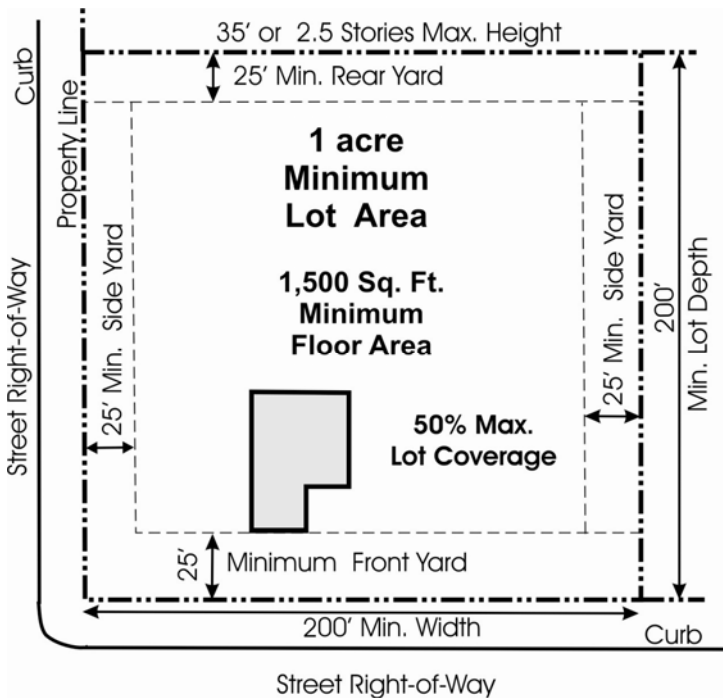 35’ or 2.5 Stories Max. Height
Curb
25’ Min. Rear Yard
Property Line
1 acre
Minimum
Lot Area
1,500 Sq. Ft.
Minimum
Floor Area
25’ Min. Side Yard
25’ Min. Side Yard
200’
Min. Lot Depth
Street Right-of-Way
50% Max.
Lot Coverage
25’
Minimum Front Yard
200’ Min. Width
Curb
Street Right-of-Way